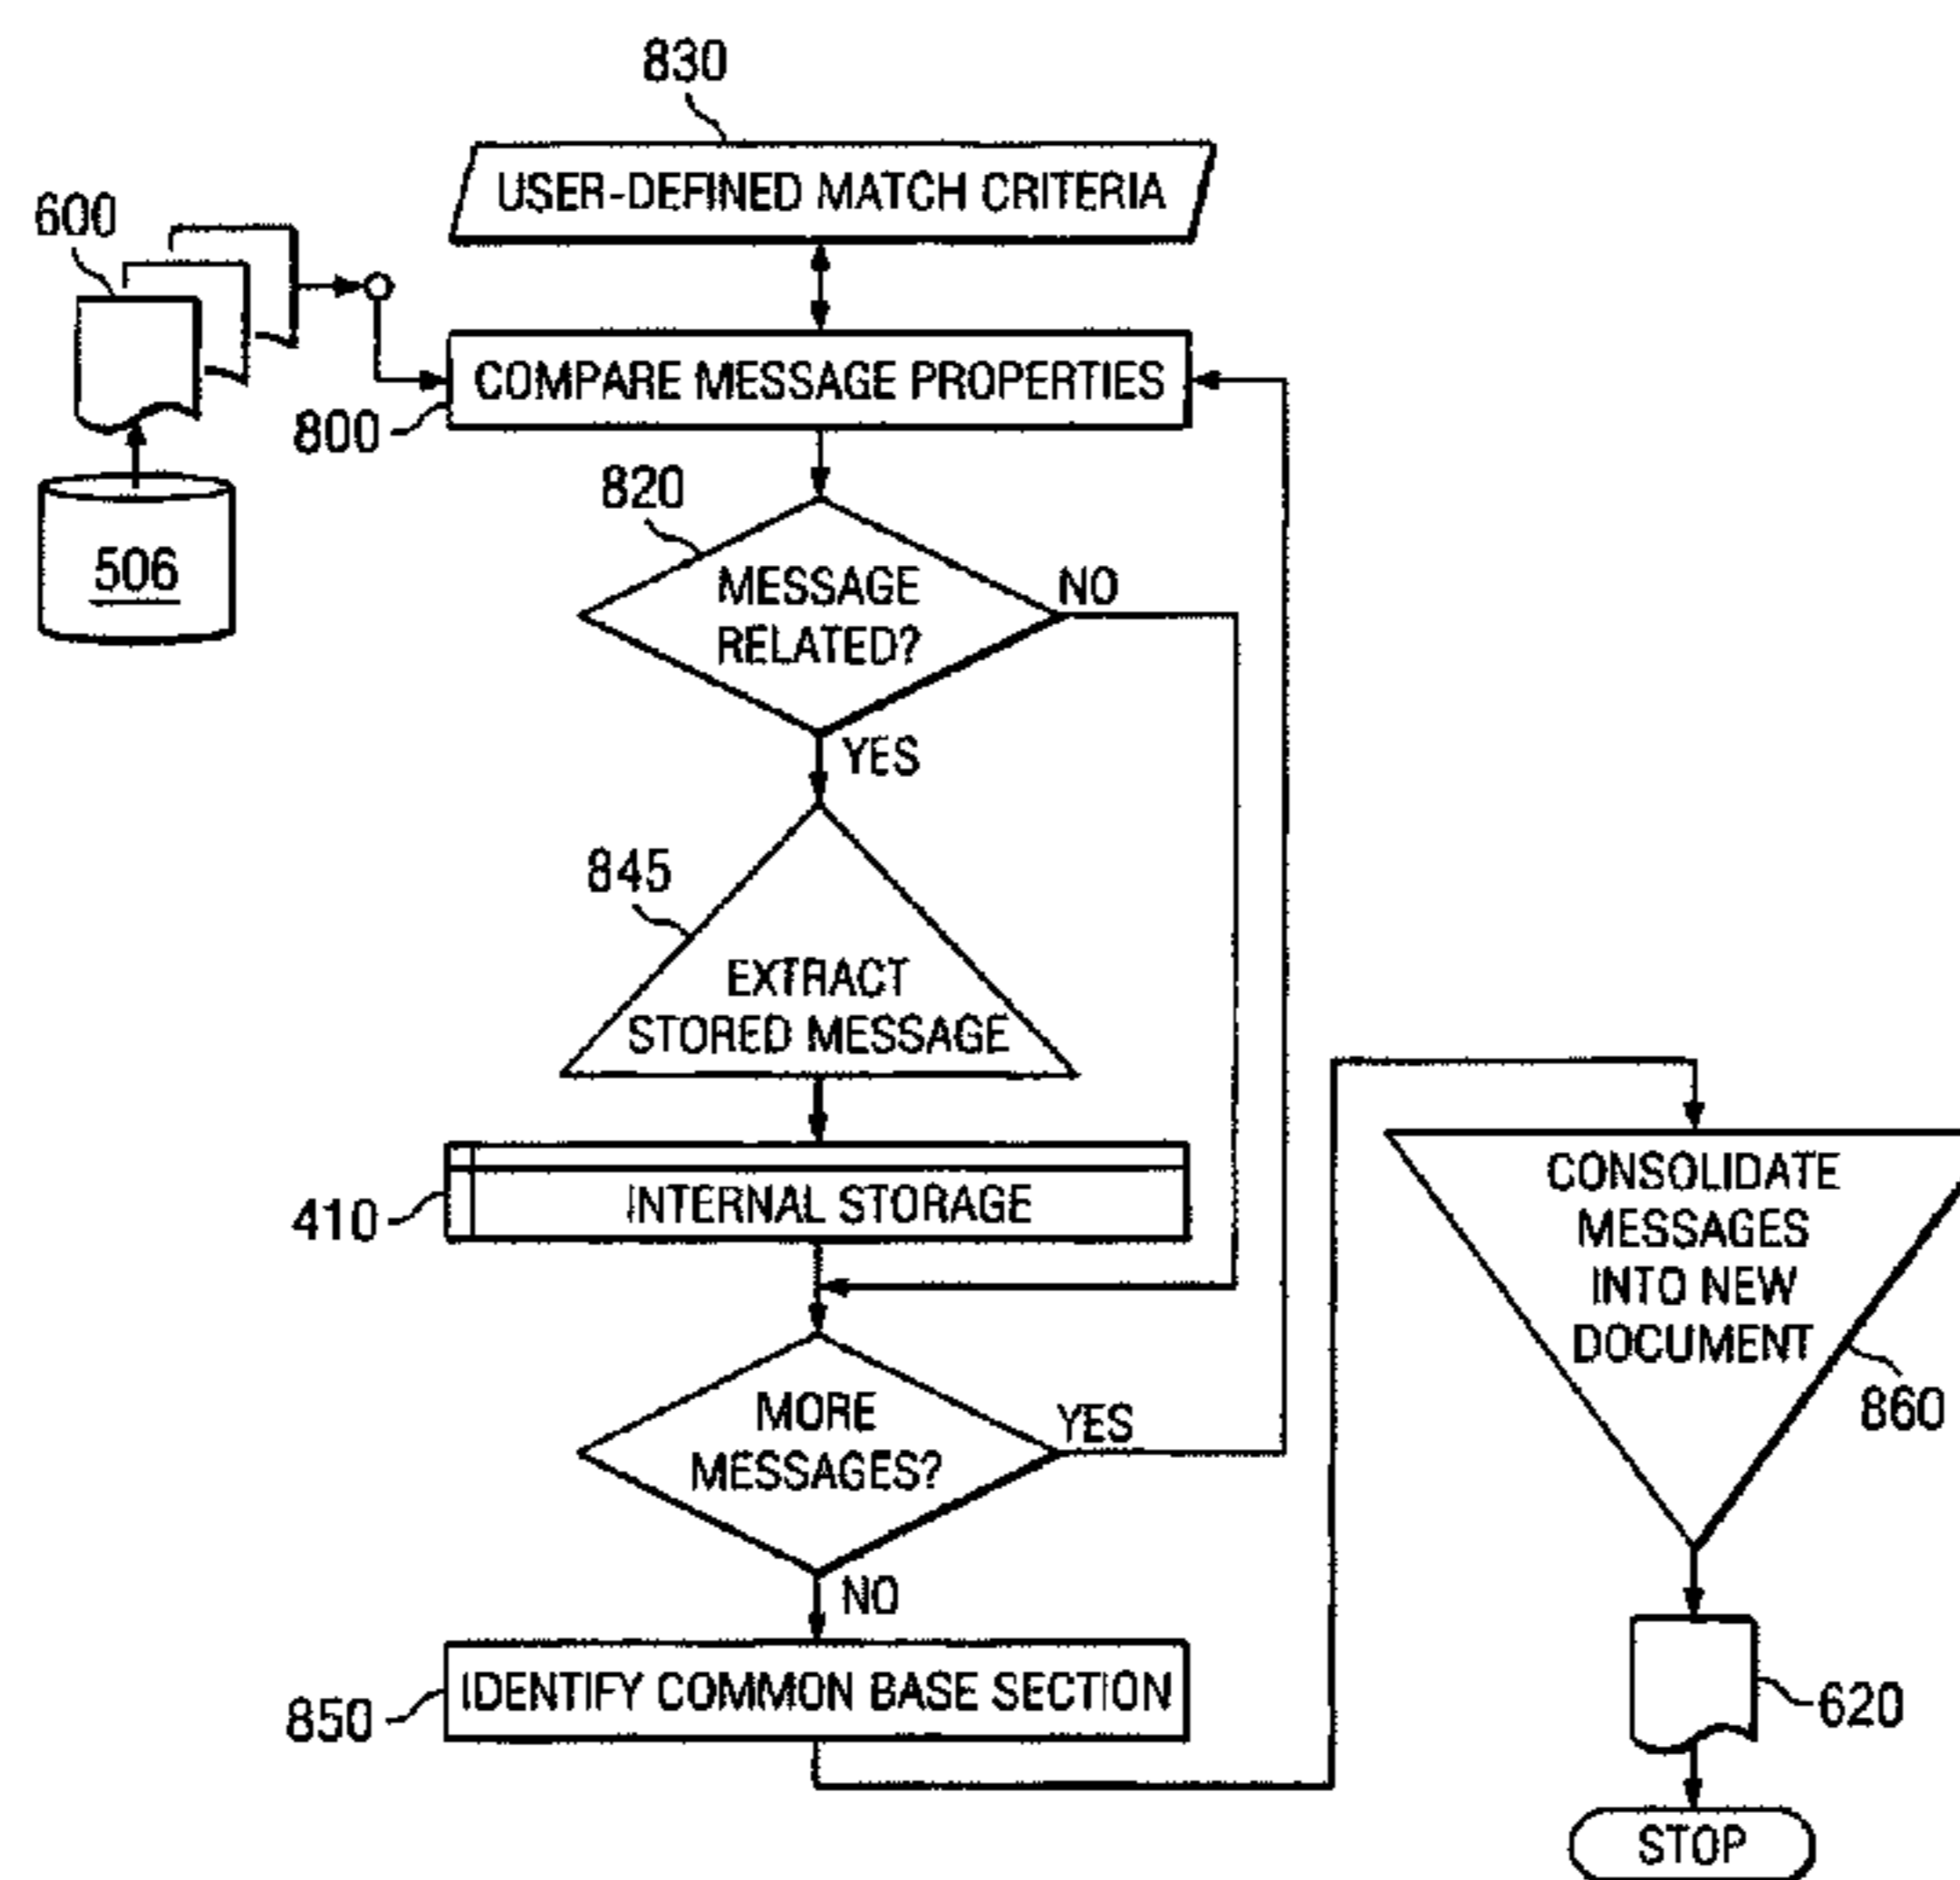 830
USER-DEFINED MATCH CRITERIA
600
COMPARE MESSAGE PROPERTIES
800
820
506
MESSAGE
RELATED?
NO
YES
845
EXTRACT
STORED MESSAGE
410
INTERNAL STORAGE
MORE
MESSAGES?
YES
NO
850
IDENTIFY COMMON BASE SECTION
CONSOLIDATE
MESSAGES
INTO NEW
DOCUMENT
860
620
STOP